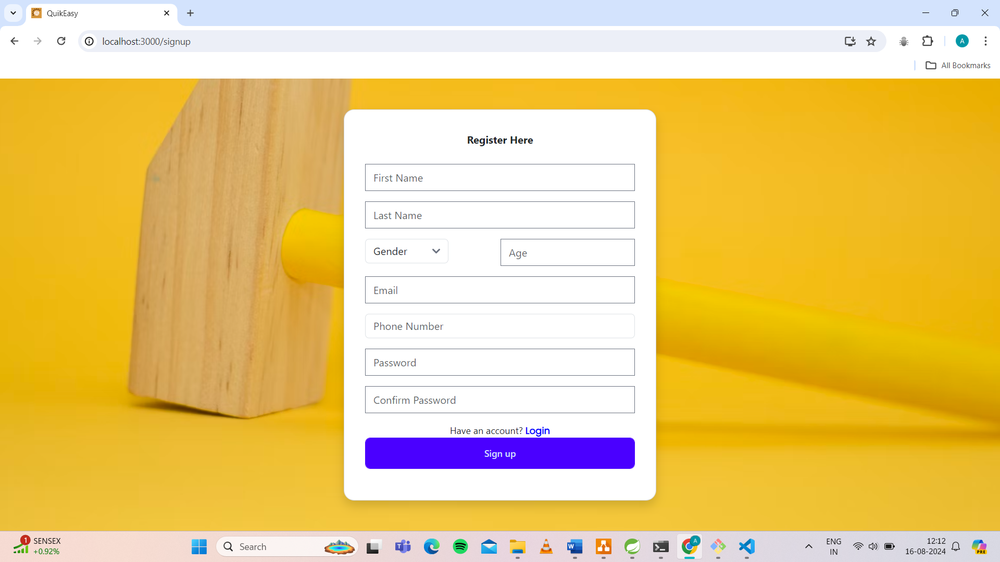 QuikEasy
localhost:3000/signup
A
All Bookmarks
Register Here
First Name
Last Name
Gender
Age
Email
Phone Number
Password
Confirm Password
Have an account? Login
Sign up
1
SENSEX
+0.92%
Search
A
ENG
IN
12:12
16-08-2024
PRE